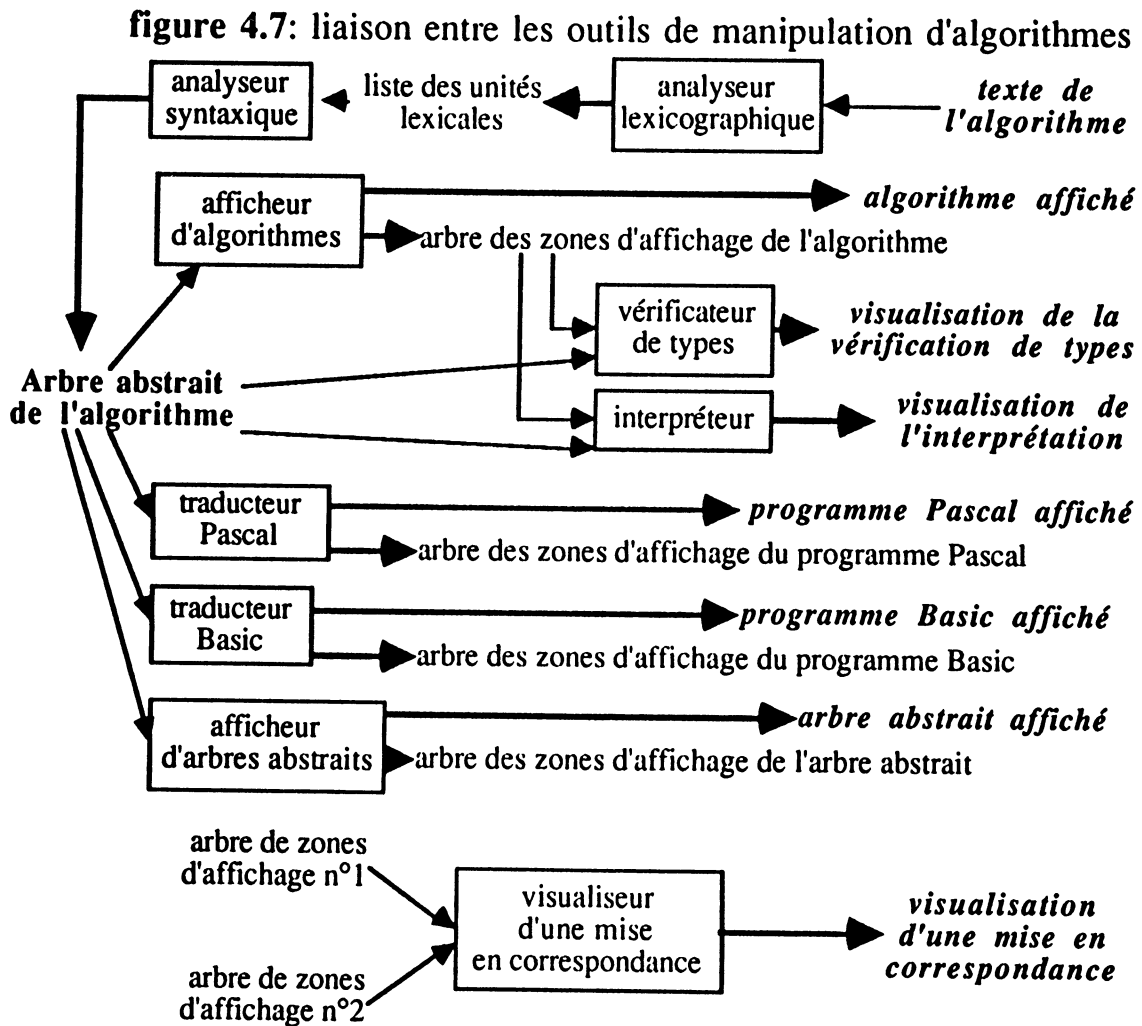 figure 4.7: liaison entre les outils de manipulation d'algorithmes
analyseur
syntaxique
liste des unités
lexicales
analyseur
lexicographique
texte de
l'algorithme
afficheur
d'algorithmes
algorithme affiché
arbre des zones d'affichage de l'algorithme
vérificateur
de types
visualisation de la
vérification de types
Arbre abstrait
de l'algorithme
interpréteur
visualisation de
l'interprétation
traducteur
Pascal
programme Pascal affiché
arbre des zones d'affichage du programme Pascal
traducteur
Basic
programme Basic affiché
arbre des zones d'affichage du programme Basic
afficheur
d'arbres abstraits
arbre abstrait affiché
arbre des zones d'affichage de l'arbre abstrait
arbre de zones
d'affichage n°1
visualiseur
d'une mise
en correspondance
visualisation
d'une mise en
correspondance
arbre de zones
d'affichage n°2